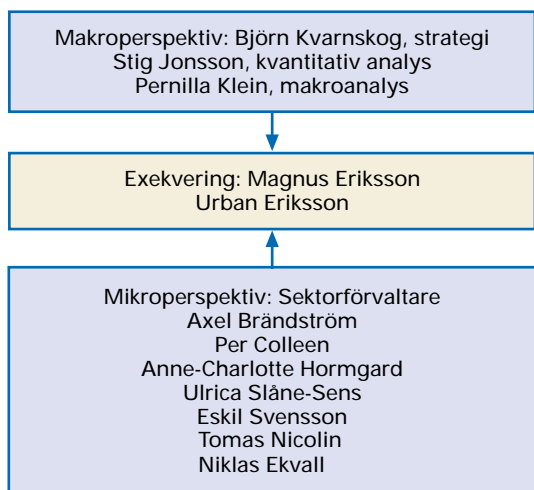 Makroperspektiv: Björn Kvarnskog, strategi
Stig Jonsson, kvantitativ analys
Pernilla Klein, makroanalys
Exekvering: Magnus Eriksson
Urban Eriksson
Mikroperspektiv: Sektorförvaltare
Axel Brändström
Per Colleen
Anne-Charlotte Hormgard
Ulrica Slåne-Sens
Eskil Svensson
Tomas Nicolin
Niklas Ekvall